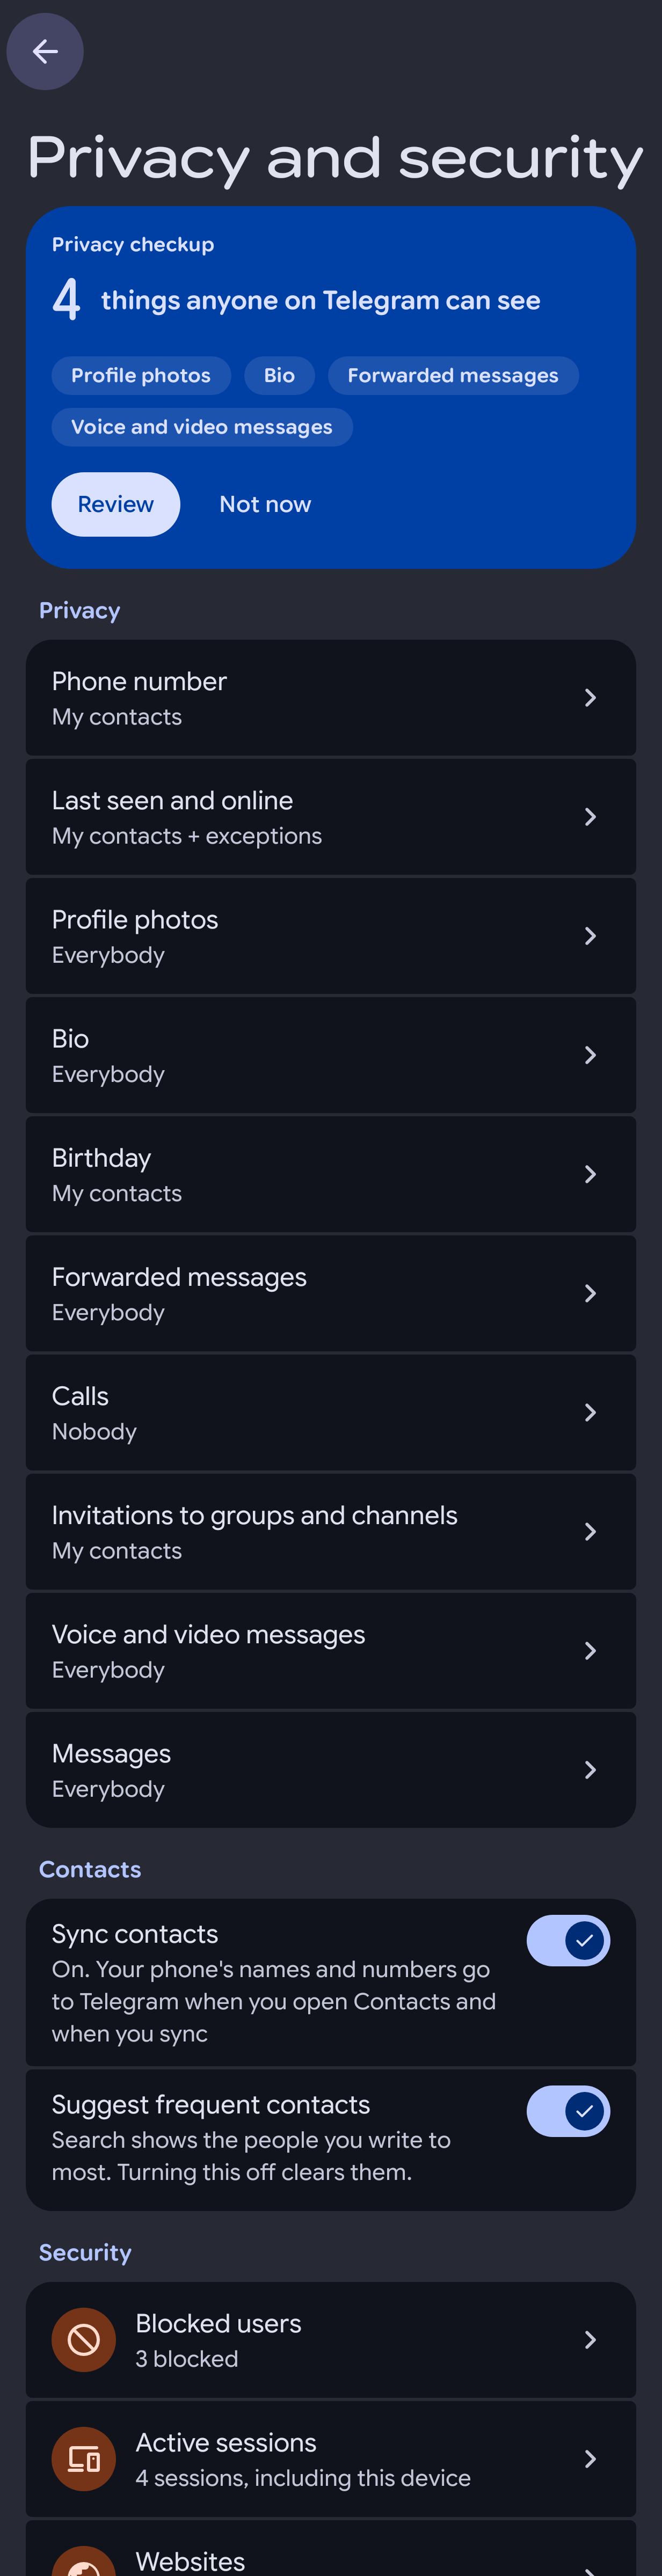 Privacy and security
Privacy checkup
4 things anyone on Telegram can see
Profile photos Bio Forwarded messages
Voice and video messages
Review Not now
Privacy
Phone number
My contacts
Last seen and online
My contacts + exceptions
Profile photos
Everybody
Bio
Everybody
Birthday
My contacts
Forwarded messages
Everybody
Calls
Nobody
Invitations to groups and channels
My contacts
Voice and video messages
Everybody
Messages
Everybody
Contacts
Sync contacts
On. Your phone's names and numbers go
to Telegram when you open Contacts and
when you sync
Suggest frequent contacts
Search shows the people you write to
most. Turning this off clears them.
Security
Blocked users
3 blocked
Active sessions
4 sessions, including this device
Websites